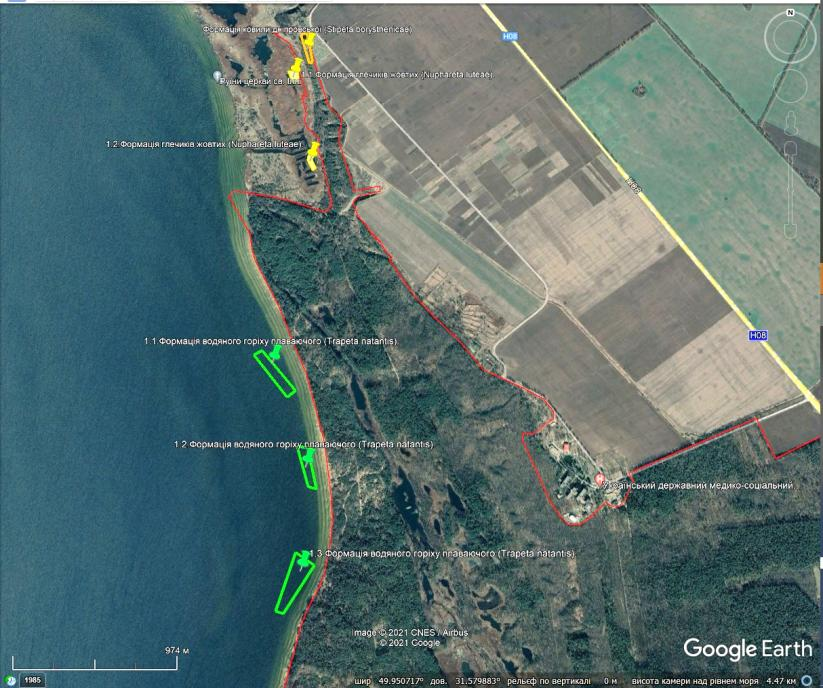 N
Формація ковили дніпровської (Stipeta borysthenicae)
H08
1.1 Формація глечиків жовтих (Nuphareta luteae)
Руїни церкви св.
1.2 Формація глечиків жовтих (Nuphareta luteae)
H08
1.1 Формація водяного горіху плаваючого (Trapeta natantis)
H08
1.2 Формація водяного горіху плаваючого (Trapeta natantis)
Український державний медико-соціальний
1.3 Формація водяного горіху плаваючого (Trapeta natantis)
Image © 2021 CNES / Airbus
© 2021 Google
Google Earth
974 м
1985
шир 49.950717° дов. 31.579883° рельєф по вертикалі 0 м висота камери над рівнем моря 4.47 км